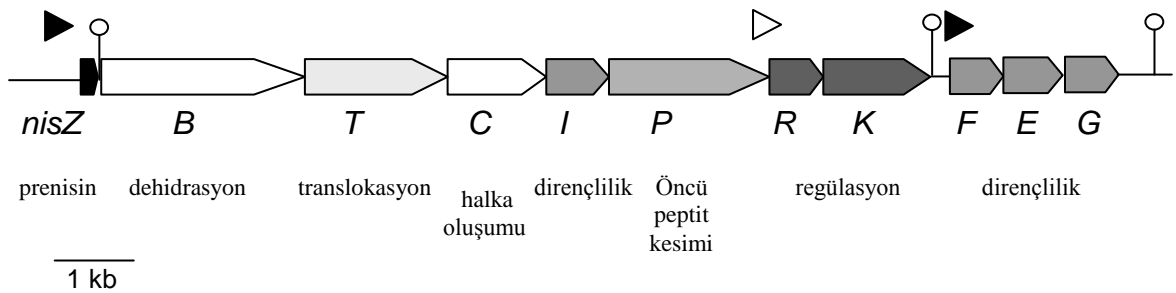 nisZ B T C I P R K F E G
prenisin dehidrasyon translokasyon halka dirençlilik Öncü regülasyon dirençlilik
oluşumu peptit
kesimi
1 kb